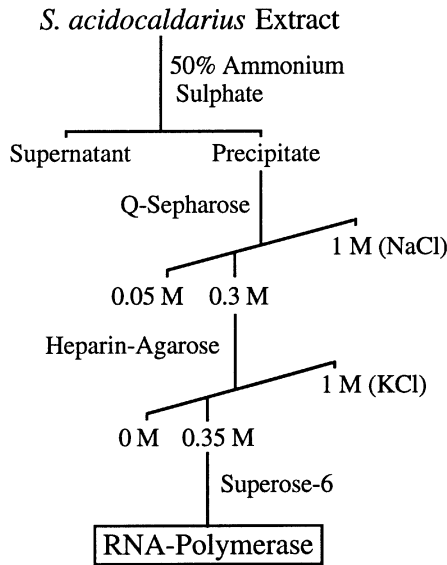 S. acidocaldarius Extract
50% Ammonium
Sulphate
Supernatant Precipitate
Q-Sepharose
1 M (NaCl)
0.05 M 0.3 M
Heparin-Agarose
1 M (KCl)
0 M 0.35 M
Superose-6
RNA-Polymerase